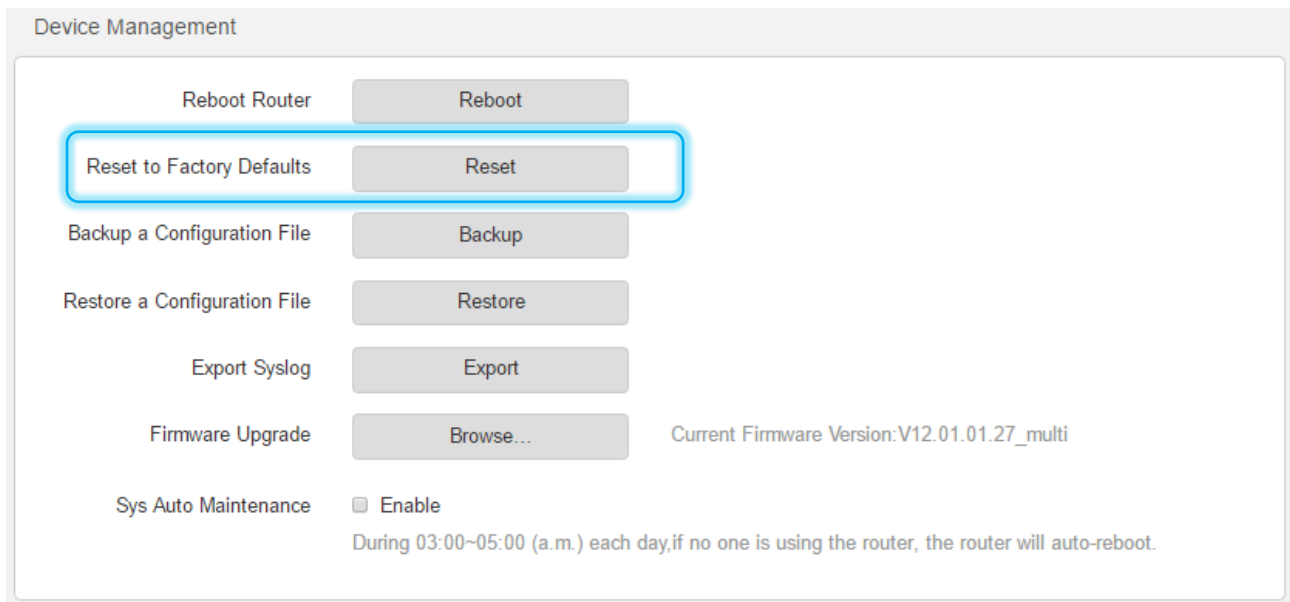 Device Management
Reboot Router Reboot
Reset to Factory Defaults Reset
Backup a Configuration File Backup
Restore a Configuration File Restore
Export Syslog Export
Firmware Upgrade Browse... Current Firmware Version:V12.01.01.27_multi
Sys Auto Maintenance Enable
During 03:00~05:00 (a.m.) each day,if no one is using the router, the router will auto-reboot.